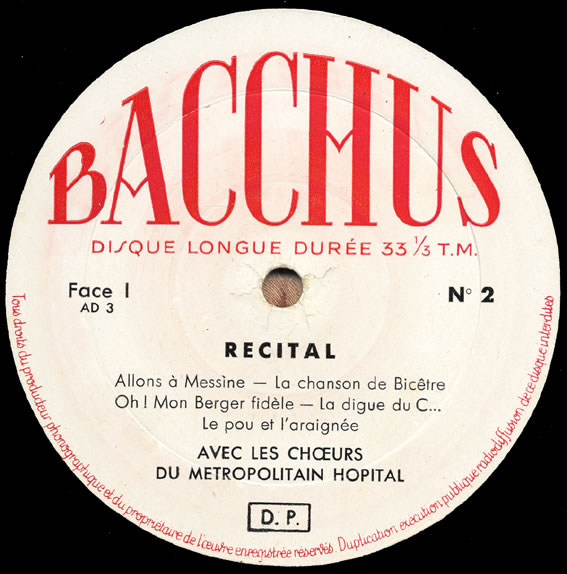 BACCHUS
DISQUE LONGUE DURÉE 33 ⅓ T.M.
Face I
AD 3
N° 2
RECITAL
Allons à Messine — La chanson de Bicêtre
Oh ! Mon Berger fidèle — La digue du C...
Le pou et l'araignée
AVEC LES CHŒURS
DU METROPOLITAIN HOPITAL
D. P.
Tous droits du producteur phonographique et du propriétaire de l'œuvre enregistrée réservés. Duplication exécution publique radiodiffusion de ce disque interdites